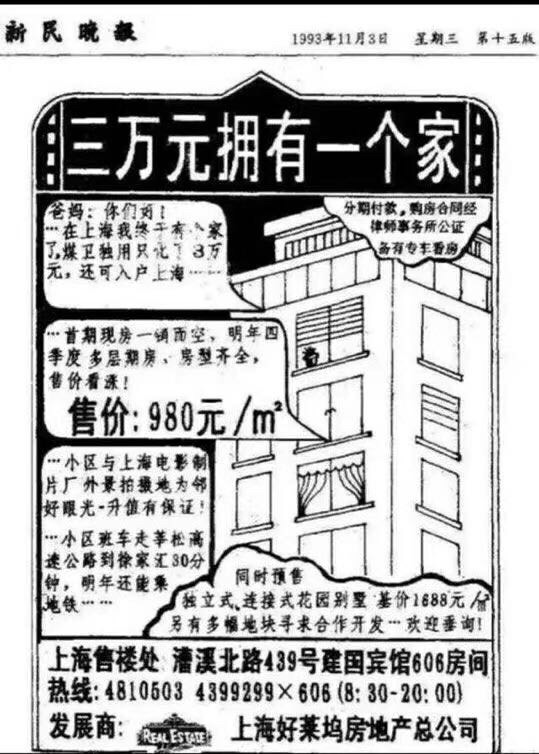 新民晚报
1993年11月3日 星期三 第十五版
三万元拥有一个家
爸妈：你们好！
…在上海我终于有个家
了,煤卫独用只化了3万
元，还可入户上海……
分期付款，购房合同经
律师事务所公证
备有专车看房
…首期现房一销而空，明年四
季度多层期房、房型齐全，
售价看涨！
售价：980元/m²
…小区与上海电影制
片厂外景拍摄地为邻
好眼光-升值有保证！
…小区班车走莘松高
速公路到徐家汇30分
钟，明年还能乘
地铁……
同时预售
独立式、连接式花园别墅 基价1688元/m²
另有多幅地块寻求合作开发…欢迎垂询！
上海售楼处 漕溪北路439号建国宾馆606房间
热线：4810503 4399299×606(8:30-20:00)
发展商： REAL ESTATE 上海好莱坞房地产总公司